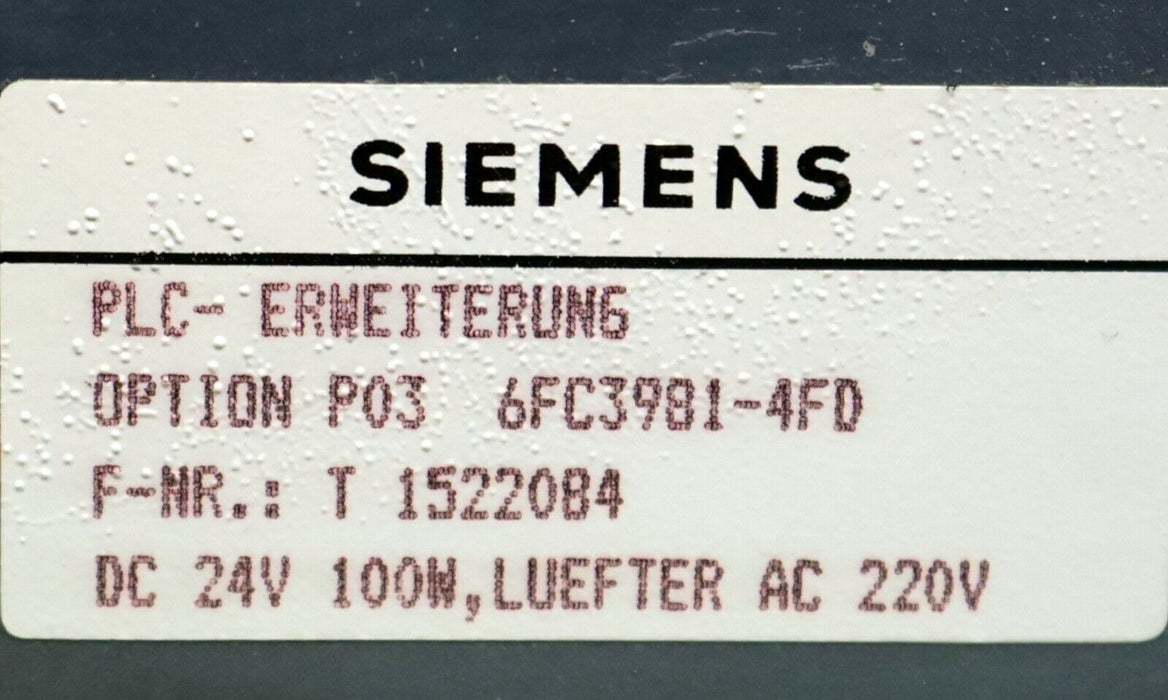 SIEMENS
PLC- ERWEITERUNG
OPTION P03 6FC3981-4FD
F-NR.: T 1522084
DC 24V 100W,LUEFTER AC 220V